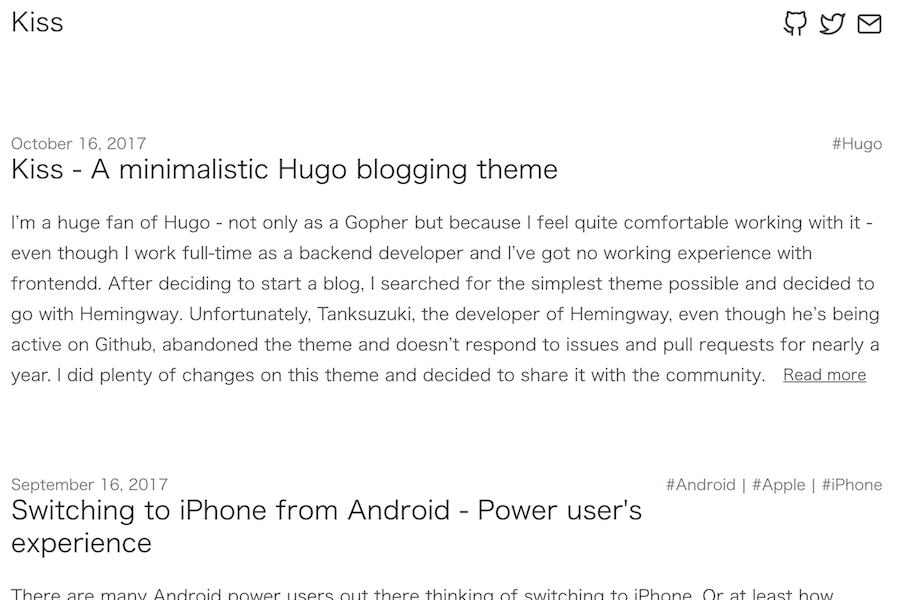 Kiss
October 16, 2017 #Hugo
Kiss - A minimalistic Hugo blogging theme
I'm a huge fan of Hugo - not only as a Gopher but because I feel quite comfortable working with it -
even though I work full-time as a backend developer and I've got no working experience with
frontendd. After deciding to start a blog, I searched for the simplest theme possible and decided to
go with Hemingway. Unfortunately, Tanksuzuki, the developer of Hemingway, even though he's being
active on Github, abandoned the theme and doesn't respond to issues and pull requests for nearly a
year. I did plenty of changes on this theme and decided to share it with the community. Read more
September 16, 2017 #Android | #Apple | #iPhone
Switching to iPhone from Android - Power user's
experience
There are many Android power users out there thinking of switching to iPhone. Or at least how